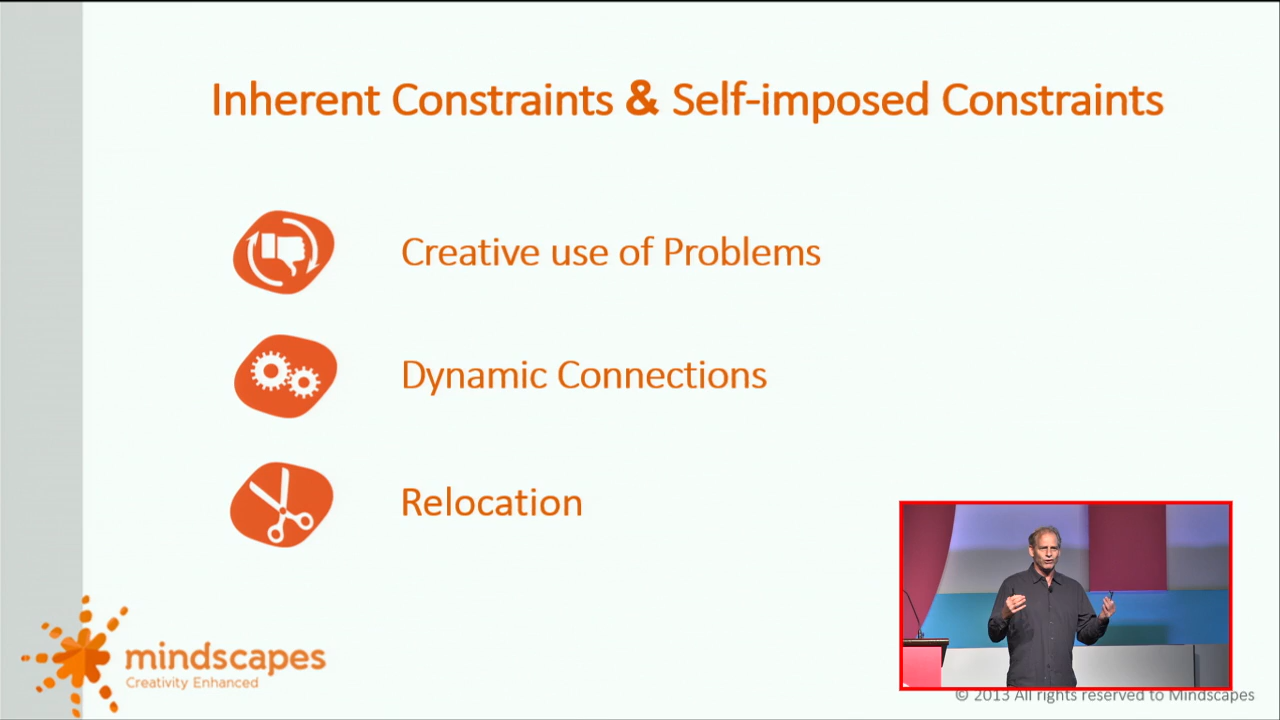 Inherent Constraints & Self-imposed Constraints
Creative use of Problems
Dynamic Connections
Relocation
mindscapes
Creativity Enhanced
© 2013 All rights reserved to Mindscapes